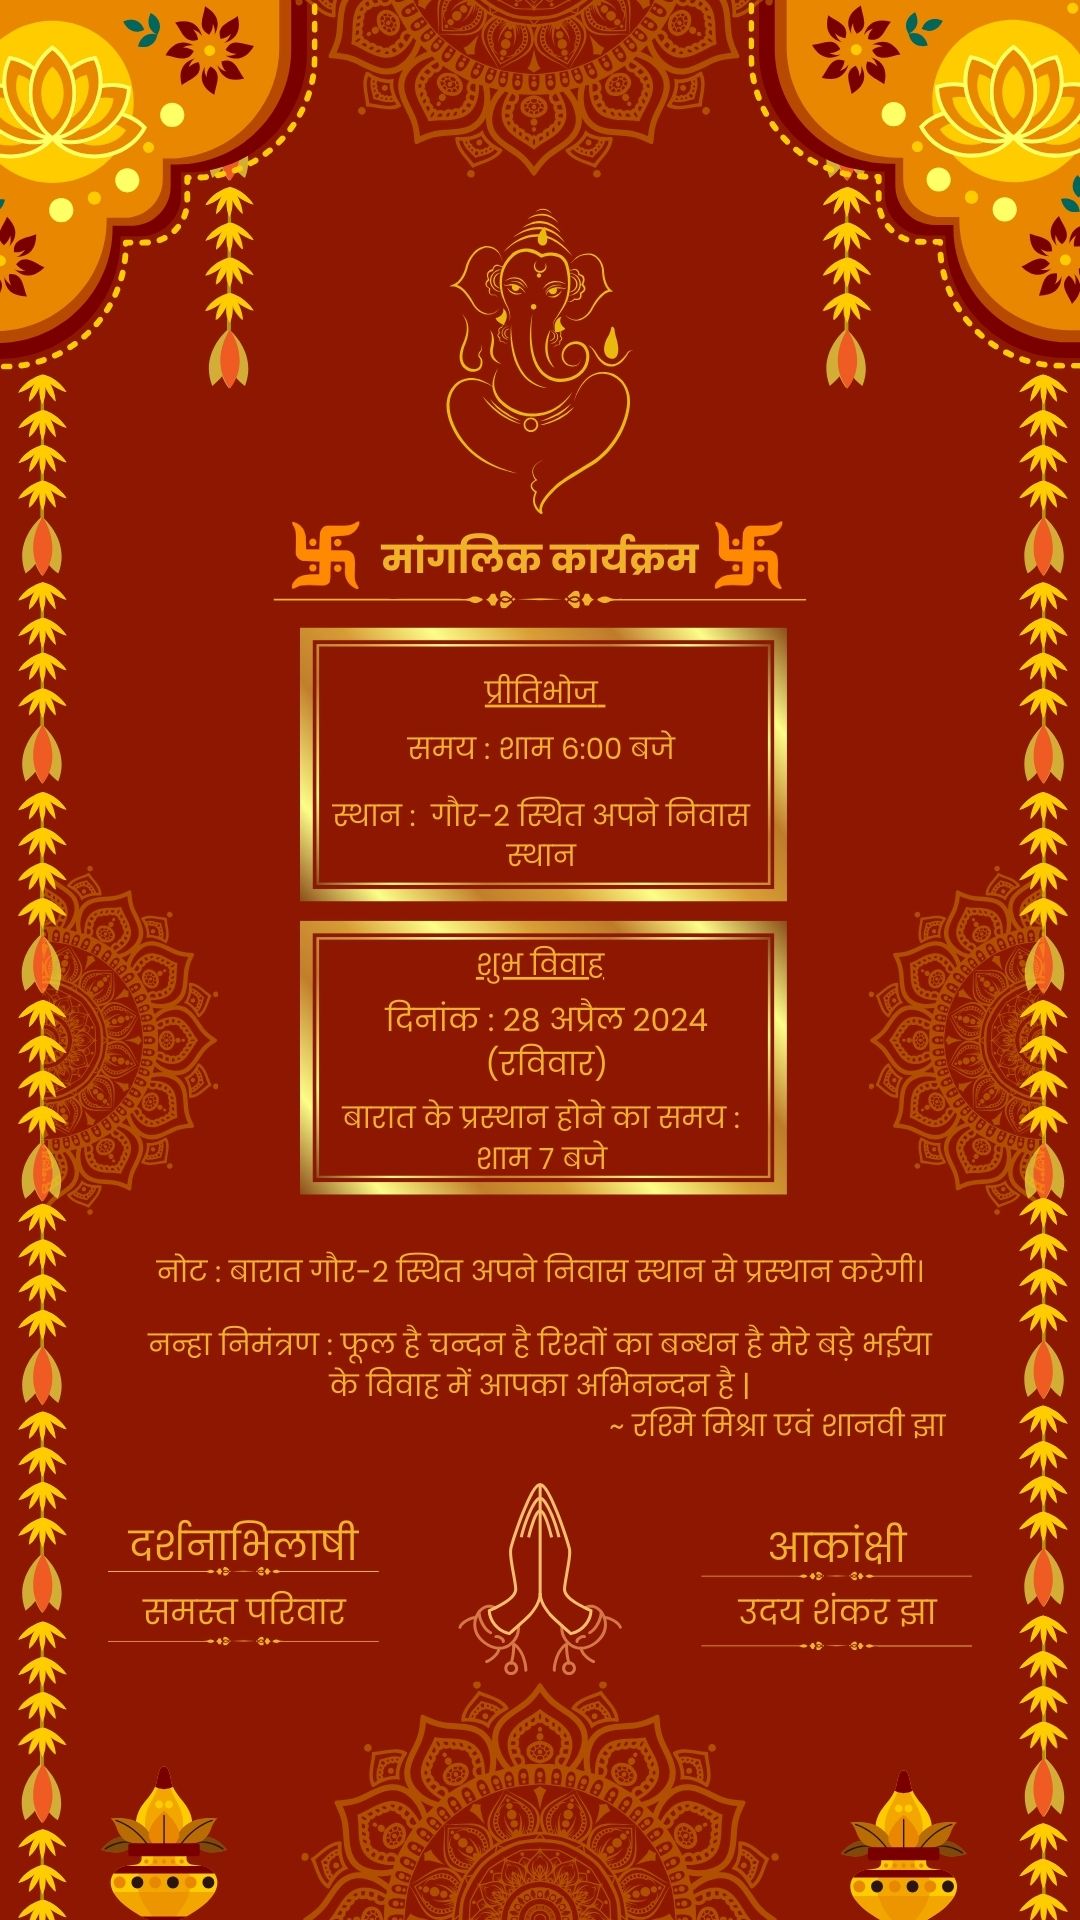 मांगलिक कार्यक्रम
प्रीतिभोज
समय : शाम 6:00 बजे
स्थान : गौर-2 स्थित अपने निवास
स्थान
शुभ विवाह
दिनांक : 28 अप्रैल 2024
(रविवार)
बारात के प्रस्थान होने का समय :
शाम 7 बजे
नोट : बारात गौर-2 स्थित अपने निवास स्थान से प्रस्थान करेगी।
नन्हा निमंत्रण : फूल है चन्दन है रिश्तों का बन्धन है मेरे बड़े भईया
के विवाह में आपका अभिनन्दन है |
~ रश्मि मिश्रा एवं शानवी झा
दर्शनाभिलाषी
समस्त परिवार
आकांक्षी
उदय शंकर झा